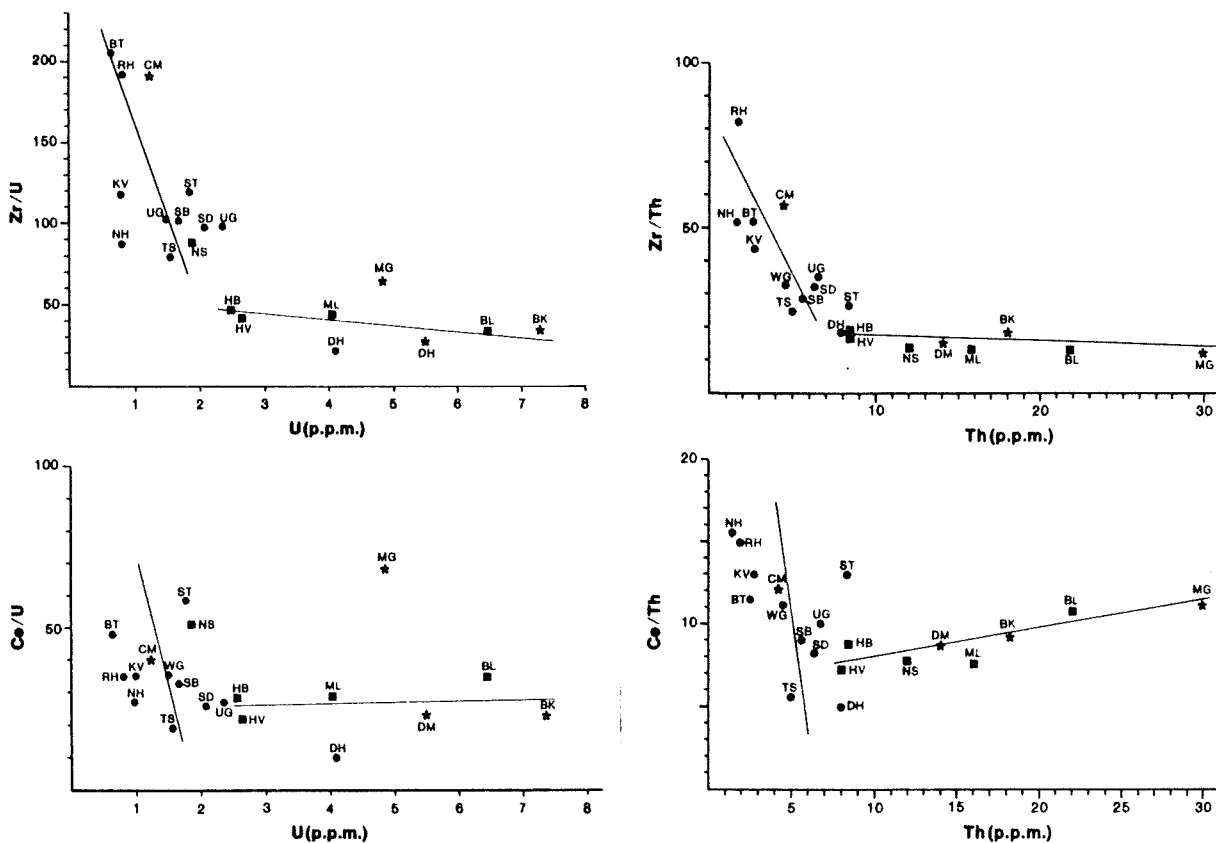 Zr/U
200
150
100
50
BT
RH
CM
KV
NH
UG
SB
ST
SD
UG
TS
NS
HB
HV
ML
DH
MG
DH
BL
BK
1
2
3
4
5
6
7
8
U(p.p.m.)
Zr/Th
100
50
RH
CM
NH
BT
KV
WG
UG
SD
TS
SB
ST
DH
HB
HV
NS
DM
ML
BK
BL
MG
10
20
30
Th(p.p.m.)
Ce/U
100
50
BT
RH
KV
CM
NH
WG
SB
ST
NS
TS
SD
UG
HB
HV
ML
DH
MG
DM
BL
BK
1
2
3
4
5
6
7
8
U(p.p.m.)
Ce/Th
20
10
NH
RH
KV
BT
CM
WG
ST
UG
SB
SD
TS
HB
HV
DH
NS
DM
ML
BK
BL
MG
5
10
15
20
30
Th(p.p.m.)